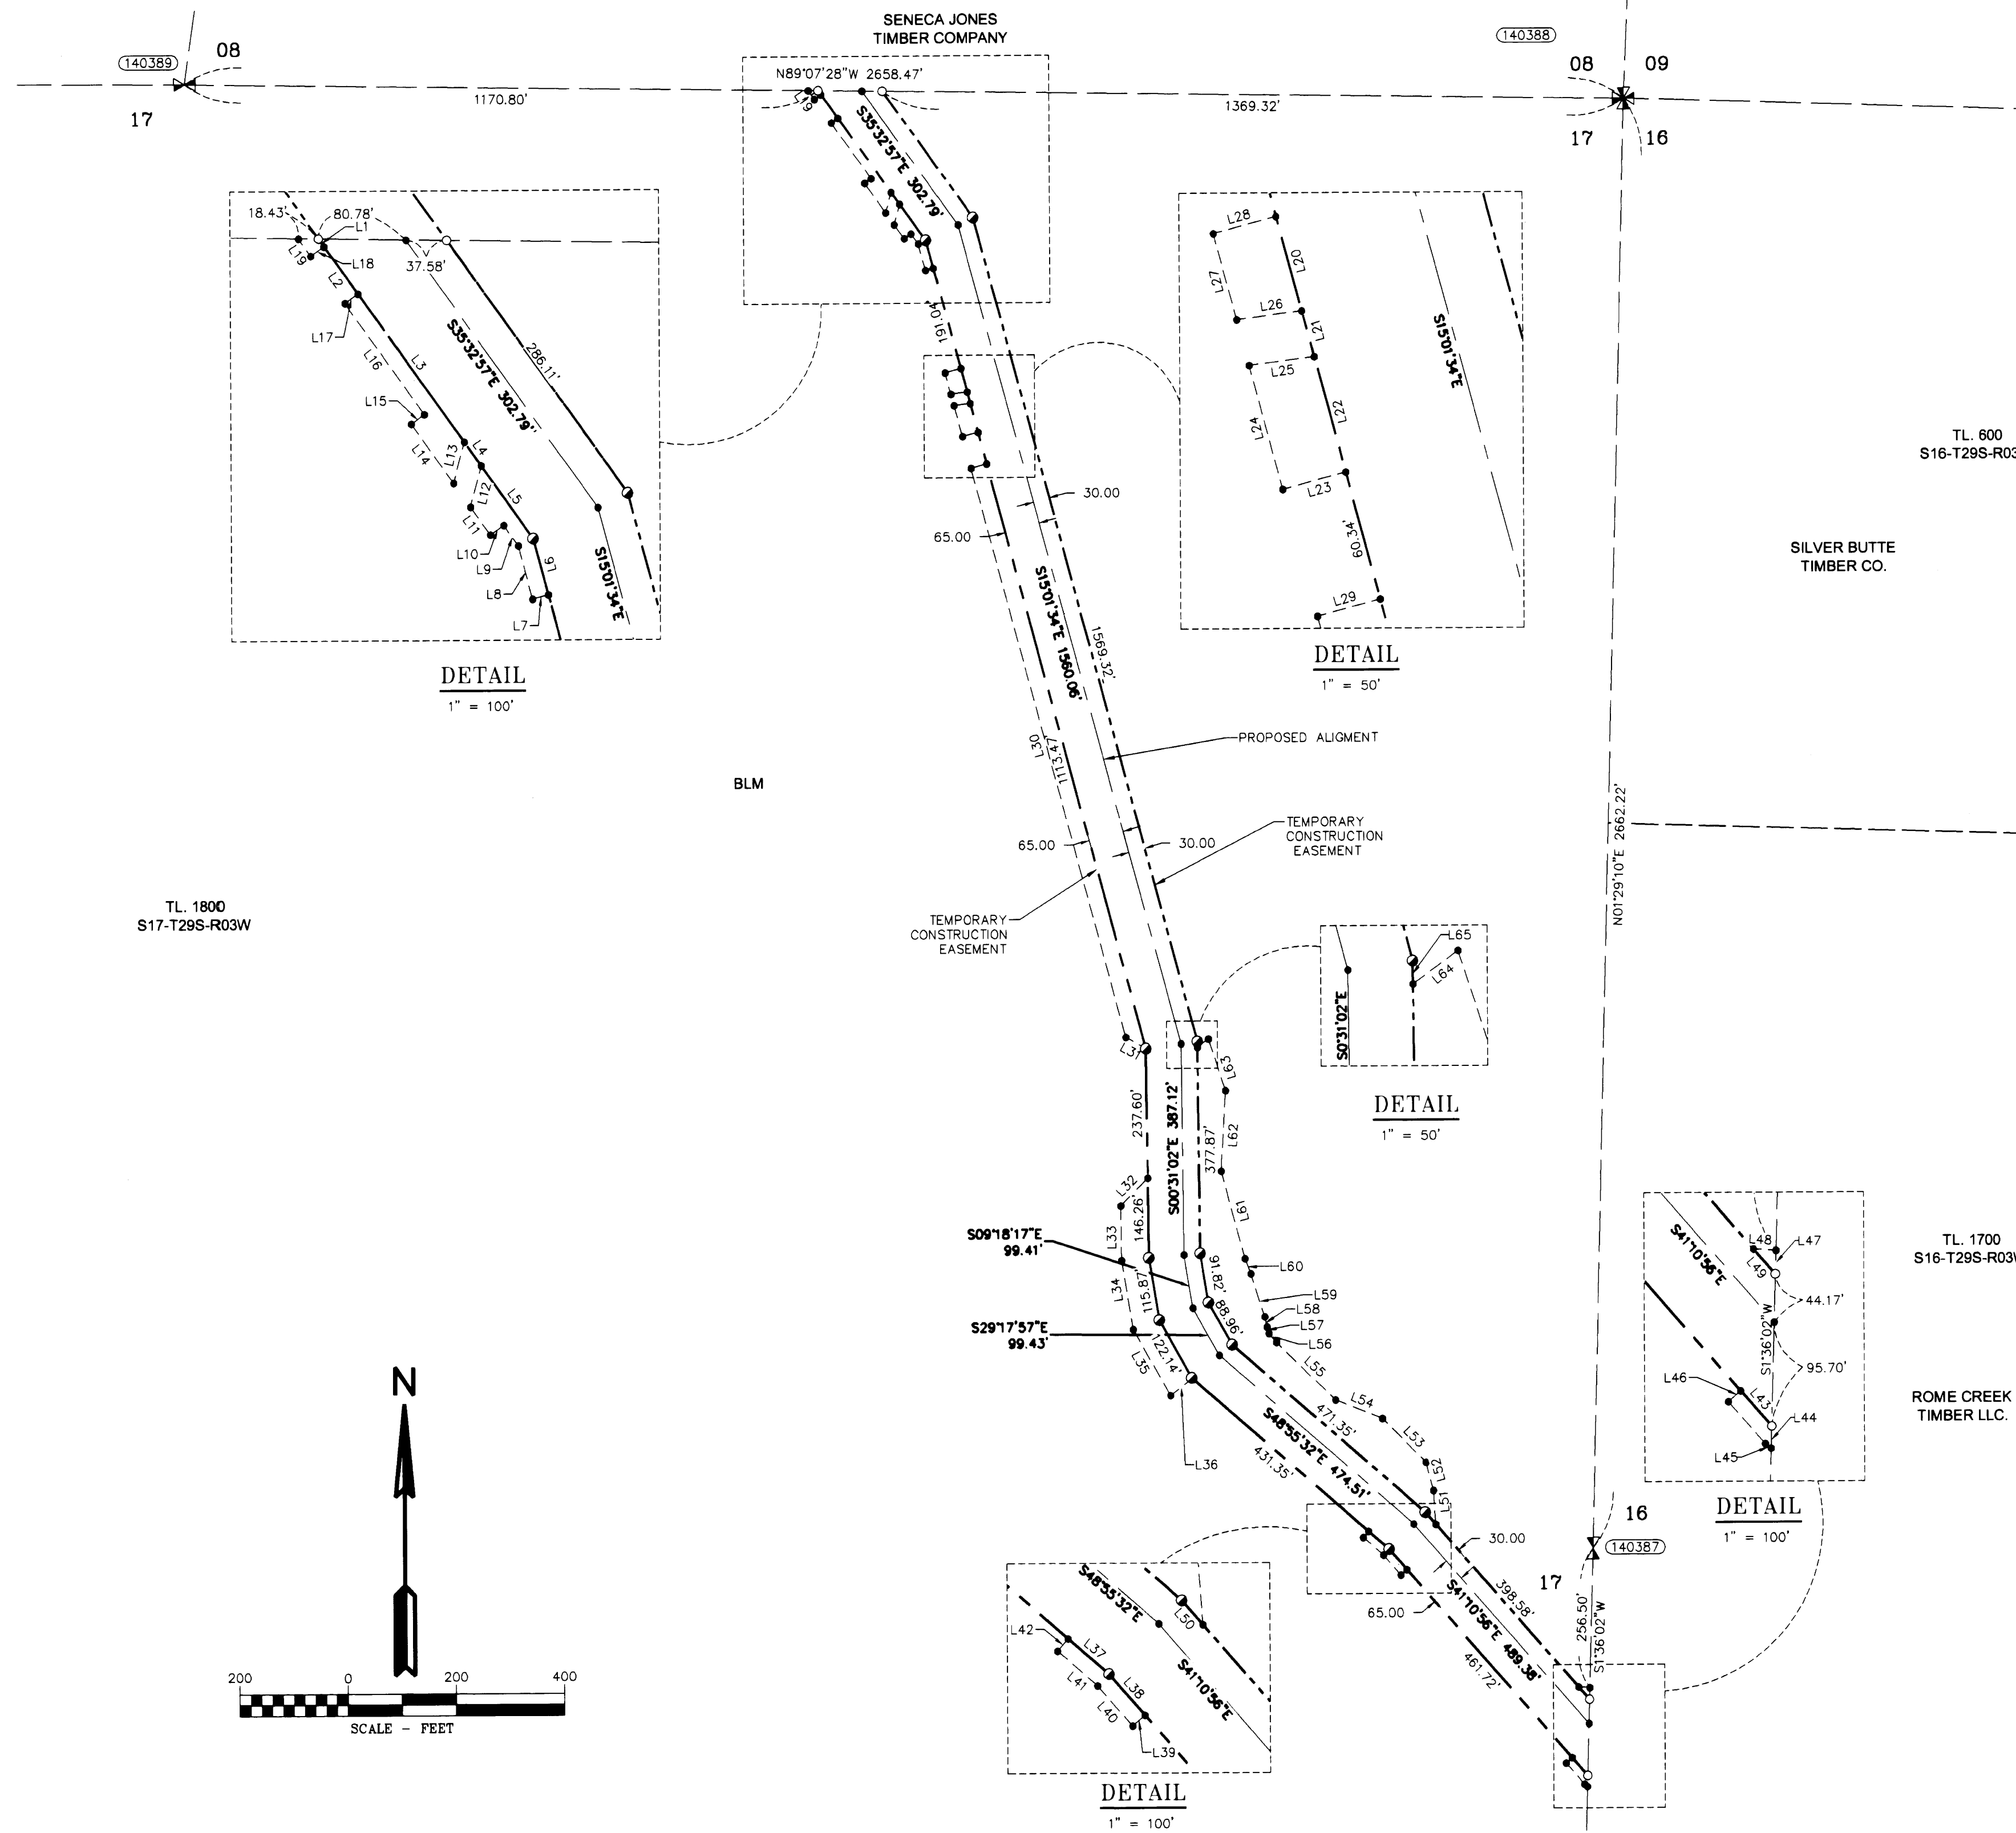 SENECA JONES
TIMBER COMPANY
140389
08
140388
08
09
17
N89°07'28"W 2658.47'
1170.80'
1369.32'
17
16
L19
S35°32'57"E 302.79'
191.04'
18.43'
80.78'
L1
L19
L18
37.58'
L2
L17
L16
L3
S35°32'57"E 302.79'
286.11'
L15
L14
L13
L4
L12
L5
L11
L10
L9
L6
L8
L7
S15°01'34"E
DETAIL
1" = 100'
L28
L20
L27
L26
L21
L25
L22
L24
L23
60.34'
L29
S15°01'34"E
DETAIL
1" = 50'
TL. 600
S16-T29S-R03
SILVER BUTTE
TIMBER CO.
30.00
65.00
S15°01'34"E 1560.06'
1569.32'
L30
1113.47'
PROPOSED ALIGMENT
BLM
TEMPORARY
CONSTRUCTION
EASEMENT
65.00
30.00
TEMPORARY
CONSTRUCTION
EASEMENT
N01°29'10"E 2662.22'
TL. 1800
S17-T29S-R03W
L65
L64
S0°31'02"E
DETAIL
1" = 50'
L31
L63
237.60'
S00°31'02"E 387.12'
377.87'
L62
L32
L33
146.26'
L61
S09°18'17"E
99.41'
L34
115.87'
91.82'
L60
L59
L58
L57
L56
S29°17'57"E
99.43'
88.96'
122.14'
L35
L36
L55
L54
L53
L52
L51
471.35'
S48°55'32"E 474.51'
431.35'
TL. 1700
S16-T29S-R03W
ROME CREEK
TIMBER LLC.
S41°10'56"E
L48
L47
L49
44.17'
S1°36'02"W
95.70'
L46
L43
L44
L45
DETAIL
1" = 100'
N
16
140387
17
30.00
65.00
398.58'
S41°10'56"E 489.38'
461.72'
256.50'
S1°36'02"W
S48°55'32"E
L50
L42
L37
L38
L41
L40
L39
S41°10'56"E
DETAIL
1" = 100'
200
0
200
400
SCALE - FEET